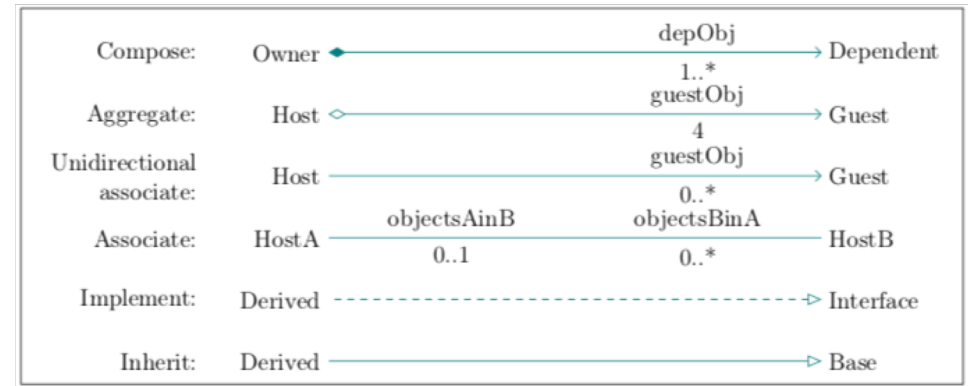 depObj
Compose: Owner Dependent
1..*
guestObj
Aggregate: Host Guest
4
Unidirectional guestObj
associate: Host Guest
0..*
objectsAinB objectsBinA
Associate: HostA HostB
0..1 0..*
Implement: Derived Interface
Inherit: Derived Base